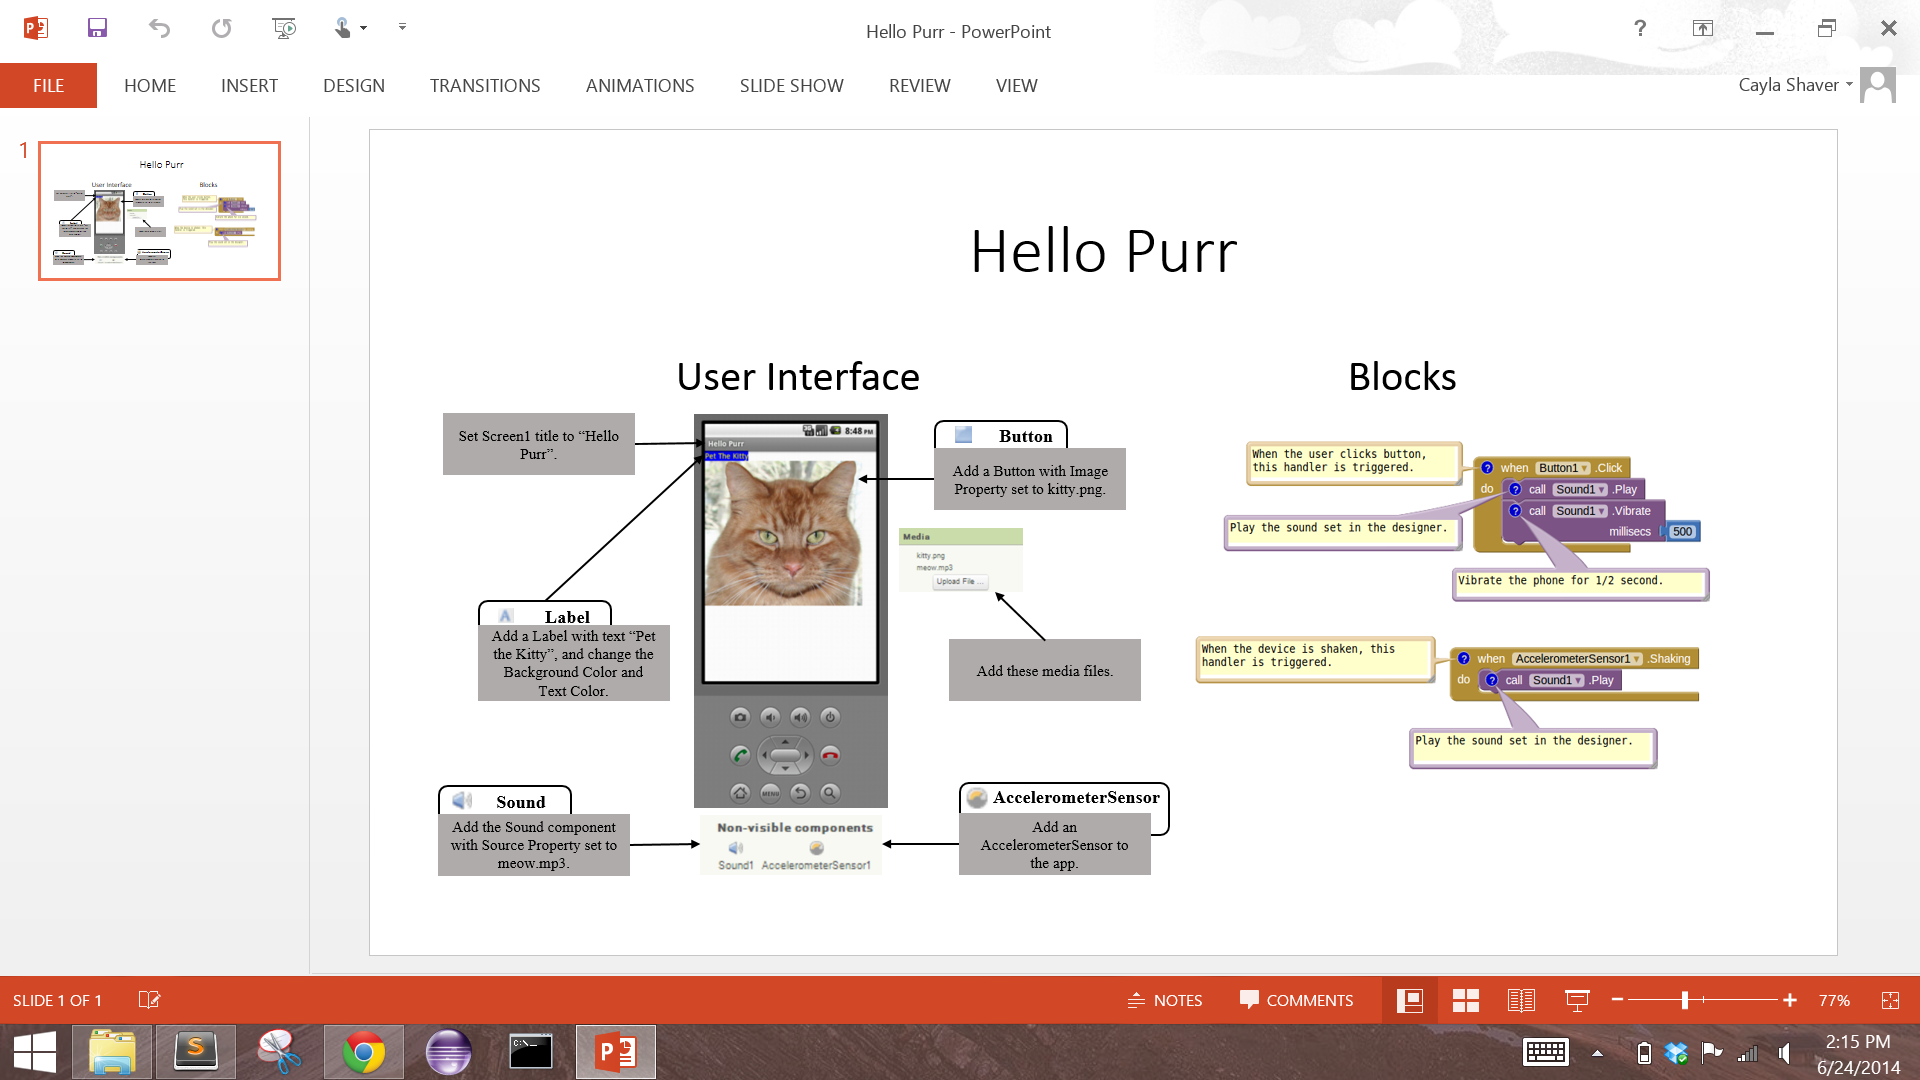 Hello Purr - PowerPoint
?
FILE
HOME
INSERT
DESIGN
TRANSITIONS
ANIMATIONS
SLIDE SHOW
REVIEW
VIEW
Cayla Shaver
1
Hello Purr
User Interface
Blocks
Hello Purr
User Interface
Blocks
Set Screen1 title to “Hello
Purr”.
8:48 PM
Hello Purr
Pet The Kitty
Button
Add a Button with Image
Property set to kitty.png.
Media
kitty.png
meow.mp3
Upload File ...
Add these media files.
A Label
Add a Label with text “Pet
the Kitty”, and change the
Background Color and
Text Color.
MENU
Sound
Add the Sound component
with Source Property set to
meow.mp3.
Non-visible components
Sound1
AccelerometerSensor1
AccelerometerSensor
Add an
AccelerometerSensor to
the app.
When the user clicks button,
this handler is triggered.
? when Button1 .Click
do ? call Sound1 .Play
? call Sound1 .Vibrate
millisecs 500
Play the sound set in the designer.
Vibrate the phone for 1/2 second.
When the device is shaken, this
handler is triggered.
? when AccelerometerSensor1 .Shaking
do ? call Sound1 .Play
Play the sound set in the designer.
SLIDE 1 OF 1
NOTES
COMMENTS
77%
2:15 PM
6/24/2014